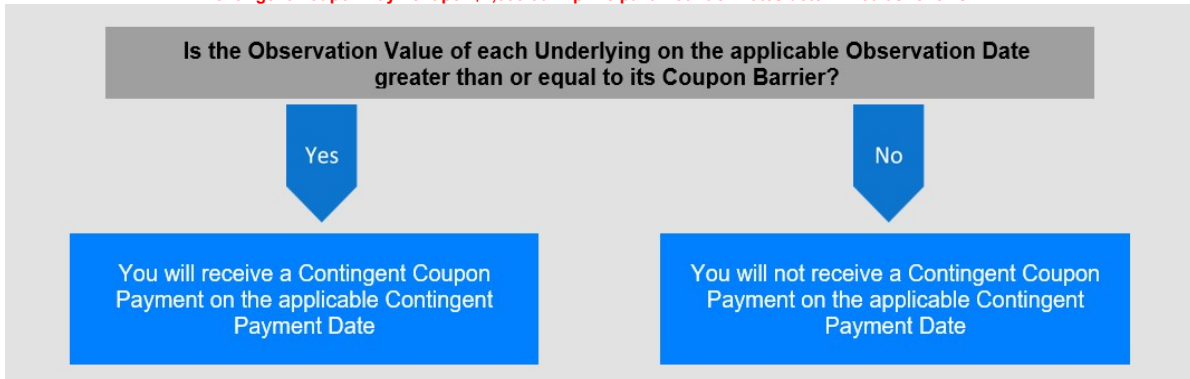 Is the Observation Value of each Underlying on the applicable Observation Date
greater than or equal to its Coupon Barrier?
Yes
No
You will receive a Contingent Coupon
Payment on the applicable Contingent
Payment Date
You will not receive a Contingent Coupon
Payment on the applicable Contingent
Payment Date